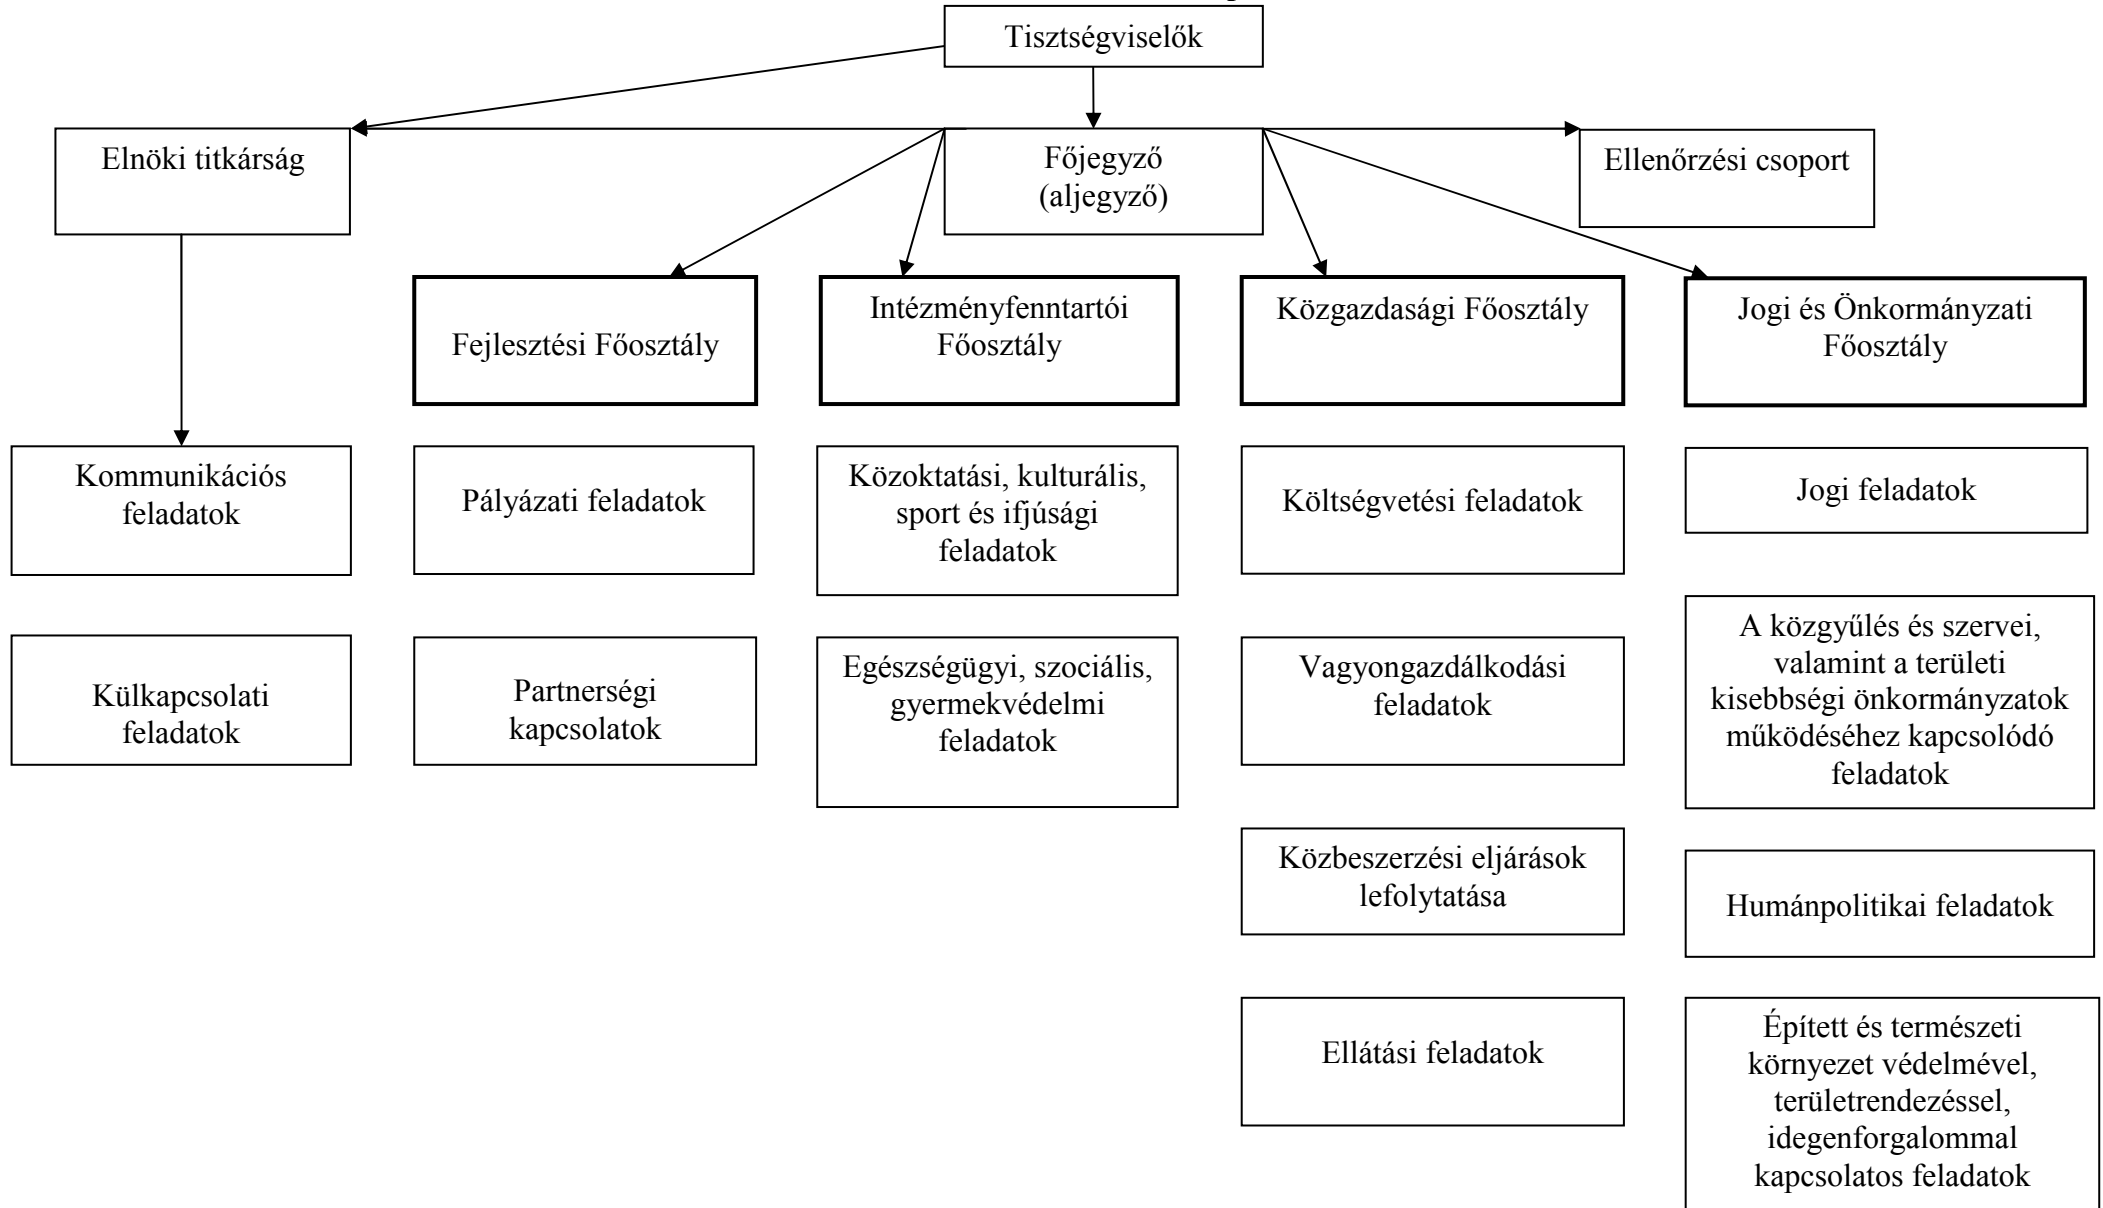 Tisztségviselők
Elnöki titkárság
Főjegyző
(aljegyző)
Ellenőrzési csoport
Fejlesztési Főosztály
Intézményfenntartói
Főosztály
Közgazdasági Főosztály
Jogi és Önkormányzati
Főosztály
Kommunikációs
feladatok
Pályázati feladatok
Közoktatási, kulturális,
sport és ifjúsági
feladatok
Költségvetési feladatok
Jogi feladatok
Külkapcsolati
feladatok
Partnerségi
kapcsolatok
Egészségügyi, szociális,
gyermekvédelmi
feladatok
Vagyongazdálkodási
feladatok
A közgyűlés és szervei,
valamint a területi
kisebbségi önkormányzatok
működéséhez kapcsolódó
feladatok
Közbeszerzési eljárások
lefolytatása
Humánpolitikai feladatok
Ellátási feladatok
Épített és természeti
környezet védelmével,
területrendezéssel,
idegenforgalommal
kapcsolatos feladatok